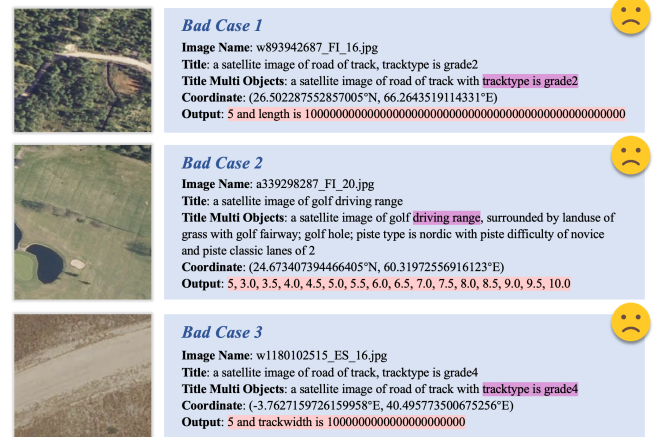 Bad Case 1
Image Name: w893942687_FI_16.jpg
Title: a satellite image of road of track, tracktype is grade2
Title Multi Objects: a satellite image of road of track with tracktype is grade2
Coordinate: (26.502287552857005°N, 66.2643519114331°E)
Output: 5 and length is 1000000000000000000000000000000000000000000000000
Bad Case 2
Image Name: a339298287_FI_20.jpg
Title: a satellite image of golf driving range
Title Multi Objects: a satellite image of golf driving range, surrounded by landuse of
grass with golf fairway; golf hole; piste type is nordic with piste difficulty of novice
and piste classic lanes of 2
Coordinate: (24.673407394466405°N, 60.31972556916123°E)
Output: 5, 3.0, 3.5, 4.0, 4.5, 5.0, 5.5, 6.0, 6.5, 7.0, 7.5, 8.0, 8.5, 9.0, 9.5, 10.0
Bad Case 3
Image Name: w1180102515_ES_16.jpg
Title: a satellite image of road of track, tracktype is grade4
Title Multi Objects: a satellite image of road of track with tracktype is grade4
Coordinate: (-3.7627159726159958°E, 40.495773500675256°N)
Output: 5 and trackwidth is 1000000000000000000000